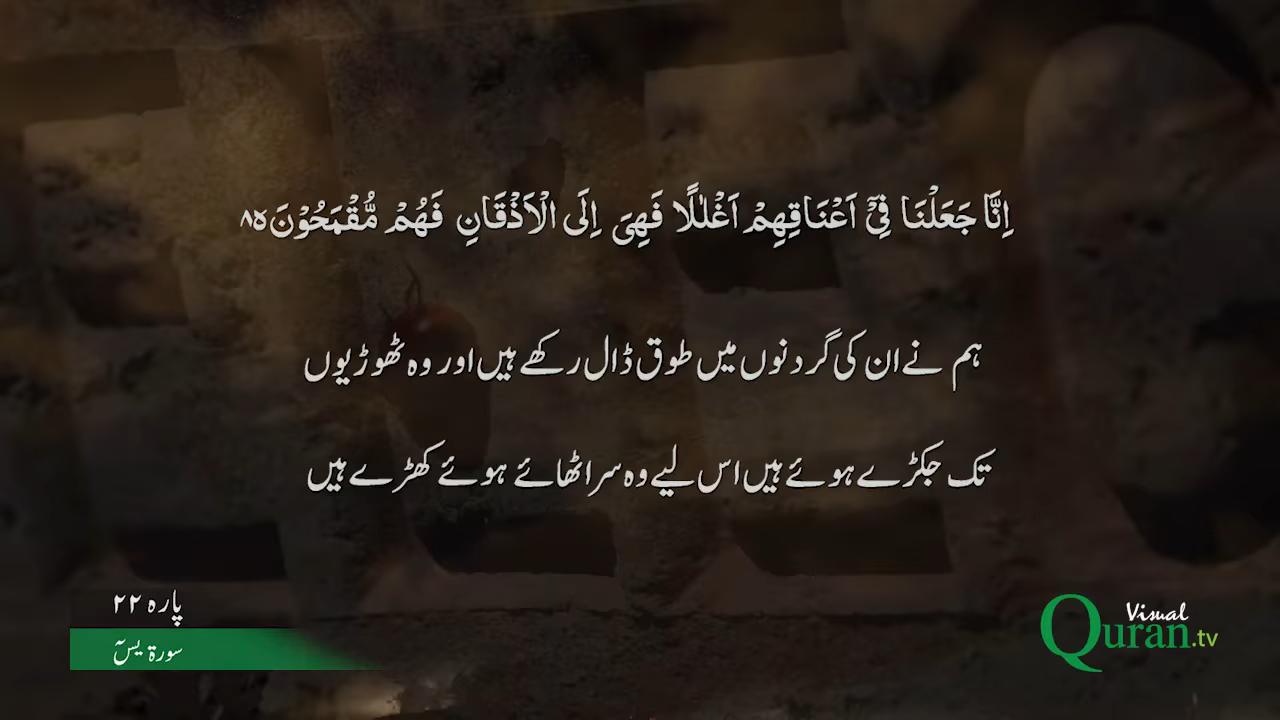 اِنَّا جَعَلْنَا فِیْۤ اَعْنَاقِهِمْ اَغْلٰلًا فَهِیَ اِلَی الْاَذْقَانِ فَهُمْ مُّقْمَحُوْنَ ۸
ہم نے ان کی گردنوں میں طوق ڈال رکھے ہیں اور وہ ٹھوڑیوں
تک جکڑے ہوئے ہیں اس لیے وہ سر اٹھائے ہوئے کھڑے ہیں
پارہ ۲۲
سورۃ یسٓ
Visual
Quran.tv